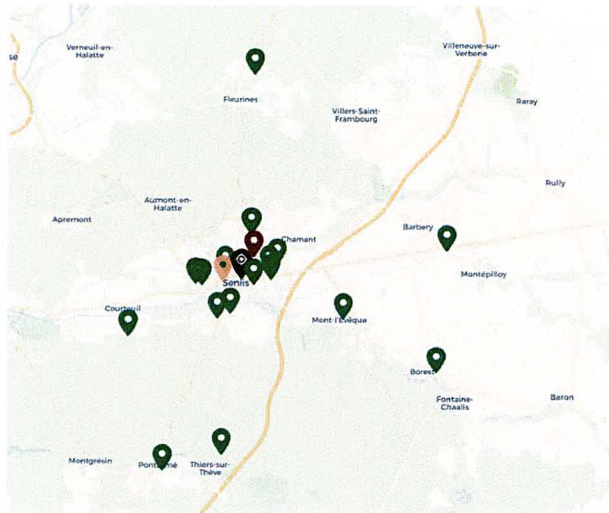 Verneuil-en-
Halatte
Villeneuve-sur-
Verberie
se
Fleurines
Raray
Villers-Saint-
Frambourg
Rully
Aumont-en-
Halatte
Apremont
Barbery
Chamant
Montépilloy
Senlis
Courteuil
Mont-l'Évêque
Borest
Fontaine-
Chaalis
Baron
Montgrésin
Thiers-sur-
Thève